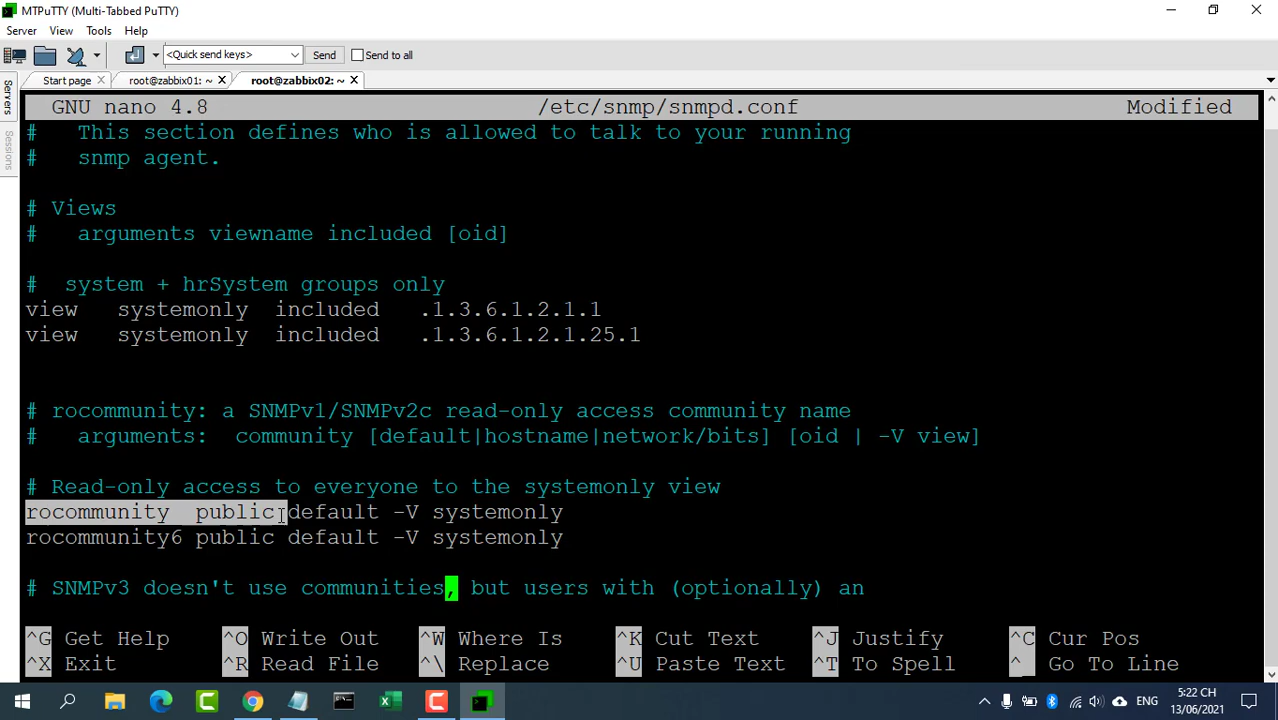 MTPuTTY (Multi-Tabbed PuTTY)
Server View Tools Help
<Quick send keys> Send Send to all
Start page root@zabbix01: ~ root@zabbix02: ~
Servers
Sessions
GNU nano 4.8 /etc/snmp/snmpd.conf Modified
# This section defines who is allowed to talk to your running
# snmp agent.
# Views
# arguments viewname included [oid]
# system + hrSystem groups only
view systemonly included .1.3.6.1.2.1.1
view systemonly included .1.3.6.1.2.1.25.1
# rocommunity: a SNMPv1/SNMPv2c read-only access community name
# arguments: community [default|hostname|network/bits] [oid | -V view]
# Read-only access to everyone to the systemonly view
rocommunity public default -V systemonly
rocommunity6 public default -V systemonly
# SNMPv3 doesn't use communities, but users with (optionally) an
^G Get Help ^O Write Out ^W Where Is ^K Cut Text ^J Justify ^C Cur Pos
^X Exit ^R Read File ^\ Replace ^U Paste Text ^T To Spell ^_ Go To Line
ENG
5:22 CH
13/06/2021